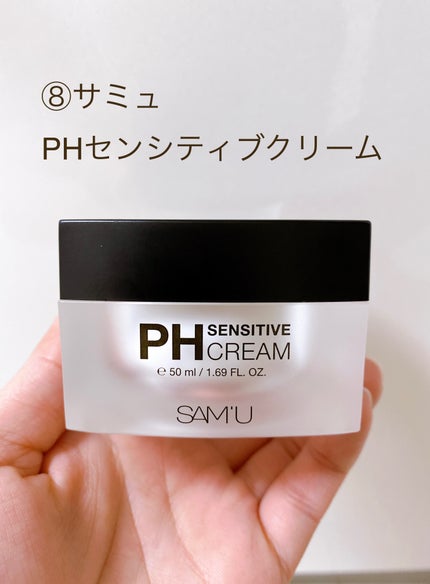 ⑧サミュ
PHセンシティブクリーム
PH SENSITIVE
CREAM
℮ 50 ml / 1.69 FL. OZ.
SAM'U